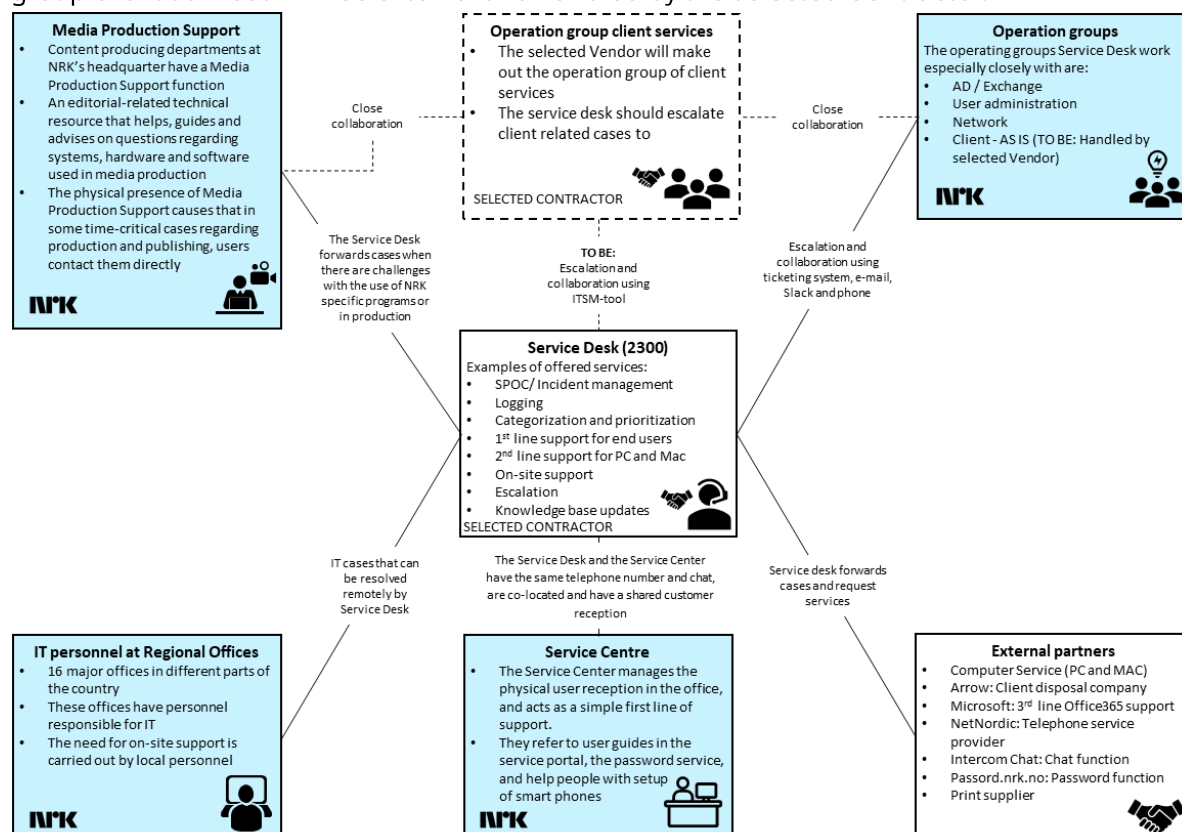 Media Production Support
• Content producing departments at
NRK's headquarter have a Media
Production Support function
• An editorial-related technical
resource that helps, guides and
advises on questions regarding
systems, hardware and software
used in media production
• The physical presence of Media
Production Support causes that in
some time-critical cases regarding
production and publishing, users
contact them directly
NRK
Close
collaboration
Operation group client services
• The selected Vendor will make
out the operation group of client
services
• The service desk should escalate
client related cases to
SELECTED CONTRACTOR
Close
collaboration
Operation groups
The operating groups Service Desk work
especially closely with are:
• AD / Exchange
• User administration
• Network
• Client - AS IS (TO BE: Handled by
selected Vendor)
NRK
The Service Desk
forwards cases when
there are challenges
with the use of NRK
specific programs or
in production
TO BE:
Escalation and
collaboration using
ITSM-tool
Escalation and
collaboration using
ticketing system, e-mail,
Slack and phone
Service Desk (2300)
Examples of offered services:
• SPOC/ Incident management
• Logging
• Categorization and prioritization
• 1st line support for end users
• 2nd line support for PC and Mac
• On-site support
• Escalation
• Knowledge base updates
SELECTED CONTRACTOR
IT cases that can
be resolved
remotely by
Service Desk
The Service Desk and the Service Center
have the same telephone number and chat,
are co-located and have a shared customer
reception
Service desk forwards
cases and request
services
IT personnel at Regional Offices
• 16 major offices in different parts of
the country
• These offices have personnel
responsible for IT
• The need for on-site support is
carried out by local personnel
NRK
Service Centre
• The Service Center manages the
physical user reception in the office,
and acts as a simple first line of
support.
• They refer to user guides in the
service portal, the password service,
and help people with setup
of smart phones
NRK
External partners
• Computer Service (PC and MAC)
• Arrow: Client disposal company
• Microsoft: 3rd line Office365 support
• NetNordic: Telephone service
provider
• Intercom Chat: Chat function
• Passord.nrk.no: Password function
• Print supplier